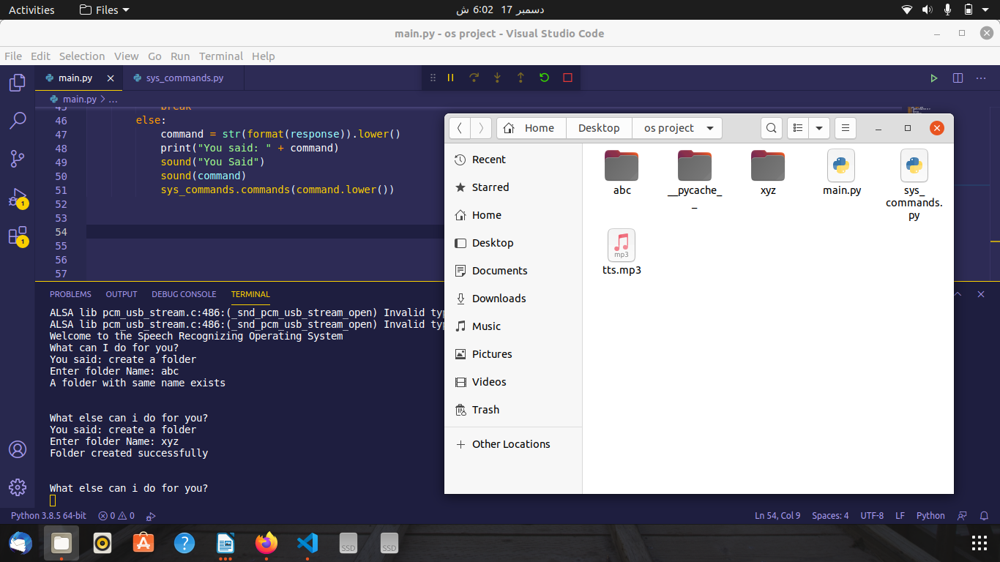 Activities
Files
دسمبر 17 6:02 ش
main.py - os project - Visual Studio Code
File Edit Selection View Go Run Terminal Help
main.py
sys_commands.py
main.py > ...
45 break
46 else:
47 command = str(format(response)).lower()
48 print("You said: " + command)
49 sound("You Said")
50 sound(command)
51 sys_commands.commands(command.lower())
52
53
54
55
56
57
1
1
PROBLEMS OUTPUT DEBUG CONSOLE TERMINAL
ALSA lib pcm_usb_stream.c:486:(_snd_pcm_usb_stream_open) Invalid typ
ALSA lib pcm_usb_stream.c:486:(_snd_pcm_usb_stream_open) Invalid typ
Welcome to the Speech Recognizing Operating System
What can I do for you?
You said: create a folder
Enter folder Name: abc
A folder with same name exists
What else can i do for you?
You said: create a folder
Enter folder Name: xyz
Folder created successfully
What else can i do for you?
Home Desktop os project
Recent
Starred
Home
Desktop
Documents
Downloads
Music
Pictures
Videos
Trash
Other Locations
abc
__pycache_
_
xyz
main.py
sys_
commands.
py
mp3
tts.mp3
Python 3.8.5 64-bit 0 0
Ln 54, Col 9 Spaces: 4 UTF-8 LF Python
SSD
SSD